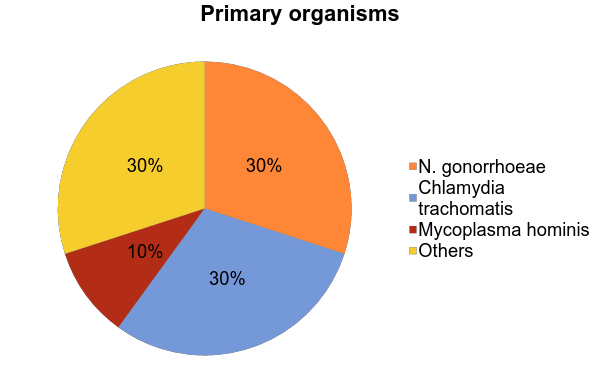 Primary organisms
30%
30%
10%
30%
N. gonorrhoeae
Chlamydia
trachomatis
Mycoplasma hominis
Others